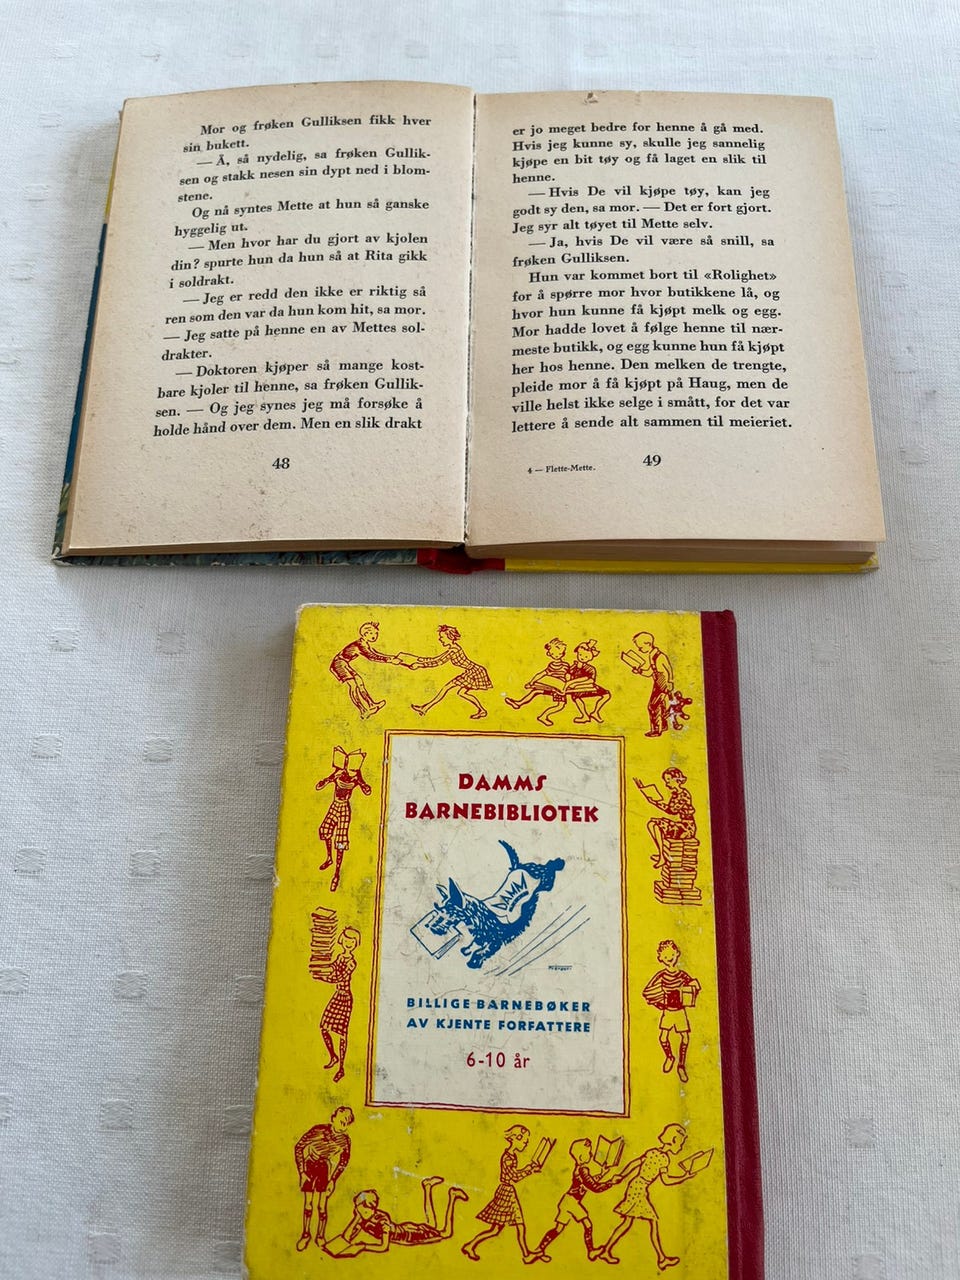 Mor og frøken Gulliksen fikk hver
sin bukett.
— Å, så nydelig, sa frøken Gullik-
sen og stakk nesen sin dypt ned i blom-
stene.
Og nå syntes Mette at hun så ganske
hyggelig ut.
— Men hvor har du gjort av kjolen
din? spurte hun da hun så at Rita gikk
i soldrakt.
— Jeg er redd den ikke er riktig så
ren som den var da hun kom hit, sa mor.
— Jeg satte på henne en av Mettes sol-
drakter.
— Doktoren kjøper så mange kost-
bare kjoler til henne, sa frøken Gullik-
sen. — Og jeg synes jeg må forsøke å
holde hånd over dem. Men en slik drakt
48
er jo meget bedre for henne å gå med.
Hvis jeg kunne sy, skulle jeg sannelig
kjøpe en bit tøy og få laget en slik til
henne.
— Hvis De vil kjøpe tøy, kan jeg
godt sy den, sa mor. — Det er fort gjort.
Jeg syr alt tøyet til Mette selv.
— Ja, hvis De vil være så snill, sa
frøken Gulliksen.
Hun var kommet bort til «Rolighet»
for å spørre mor hvor butikkene lå, og
hvor hun kunne få kjøpt melk og egg.
Mor hadde lovet å følge henne til nær-
meste butikk, og egg kunne hun få kjøpt
her hos henne. Den melken de trengte,
pleide mor å få kjøpt på Haug, men de
ville helst ikke selge i smått, for det var
lettere å sende alt sammen til meieriet.
4 — Flette-Mette.
49
DAMMS
BARNEBIBLIOTEK
BILLIGE BARNEBØKER
AV KJENTE FORFATTERE
6-10 år